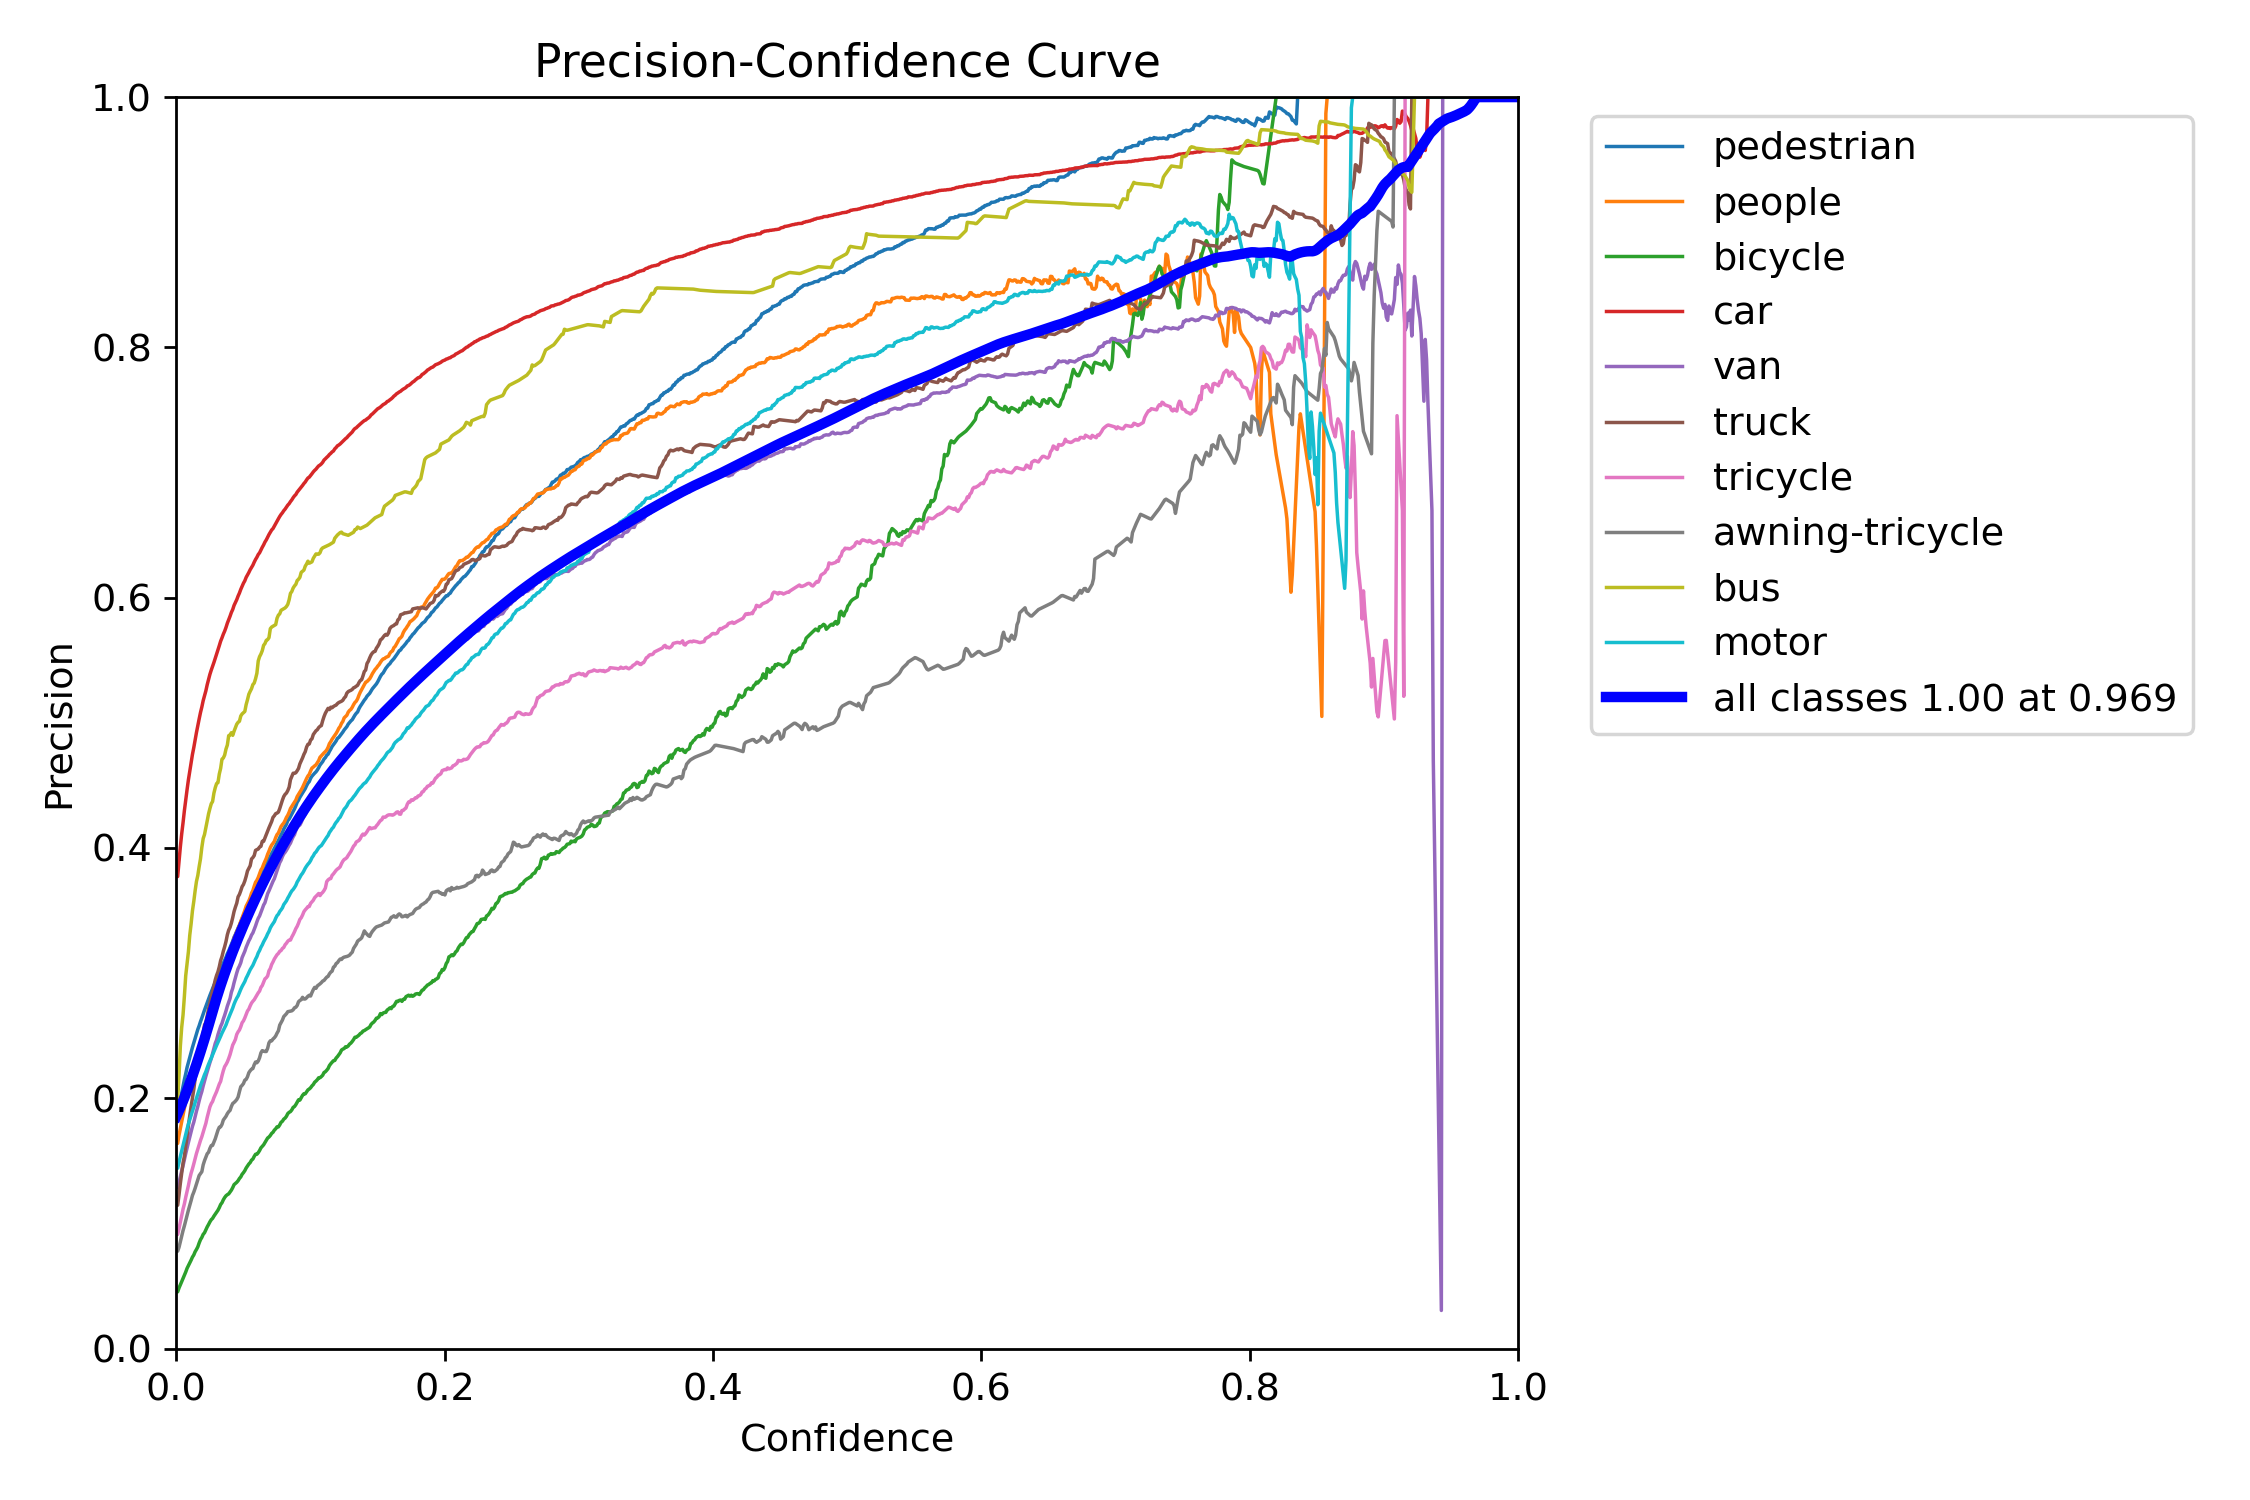 Precision-Confidence Curve
1.0
0.8
0.6
0.4
0.2
0.0
Precision
0.0 0.2 0.4 0.6 0.8 1.0
Confidence
pedestrian
people
bicycle
car
van
truck
tricycle
awning-tricycle
bus
motor
all classes 1.00 at 0.969